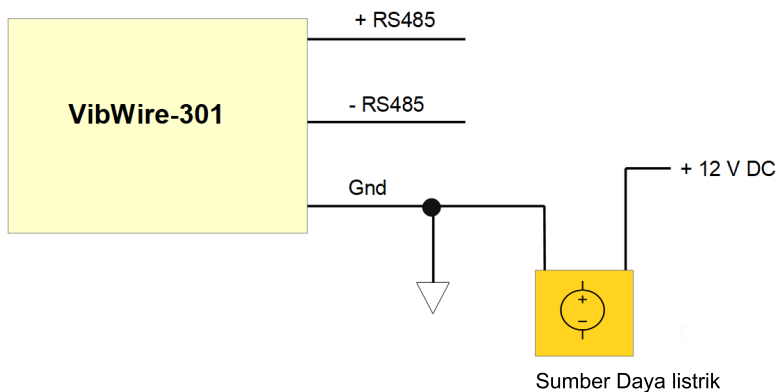 + RS485
VibWire-301
- RS485
+ 12 V DC
Gnd
+
−
Sumber Daya listrik